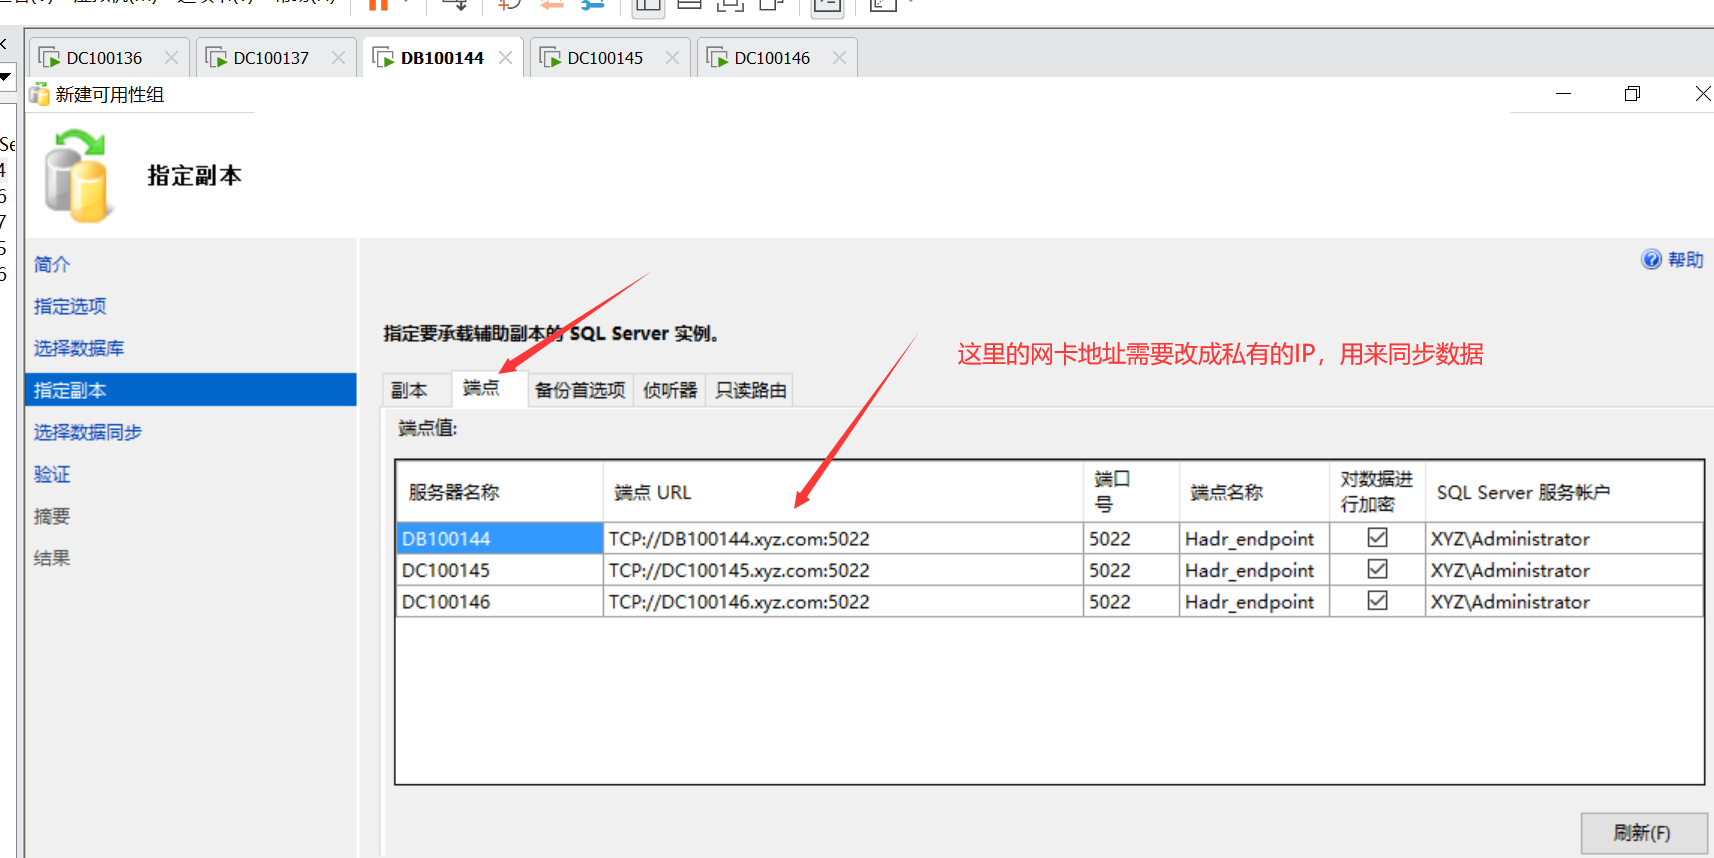 DC100136
DC100137
DB100144
DC100145
DC100146
新建可用性组
指定副本
简介
指定选项
选择数据库
指定副本
选择数据同步
验证
摘要
结果
帮助
指定要承载辅助副本的 SQL Server 实例。
这里的网卡地址需要改成私有的IP，用来同步数据
副本 端点 备份首选项 侦听器 只读路由
端点值:
服务器名称 端点 URL 端口号 端点名称 对数据进行加密 SQL Server 服务帐户
DB100144 TCP://DB100144.xyz.com:5022 5022 Hadr_endpoint XYZ\Administrator
DC100145 TCP://DC100145.xyz.com:5022 5022 Hadr_endpoint XYZ\Administrator
DC100146 TCP://DC100146.xyz.com:5022 5022 Hadr_endpoint XYZ\Administrator
刷新(F)